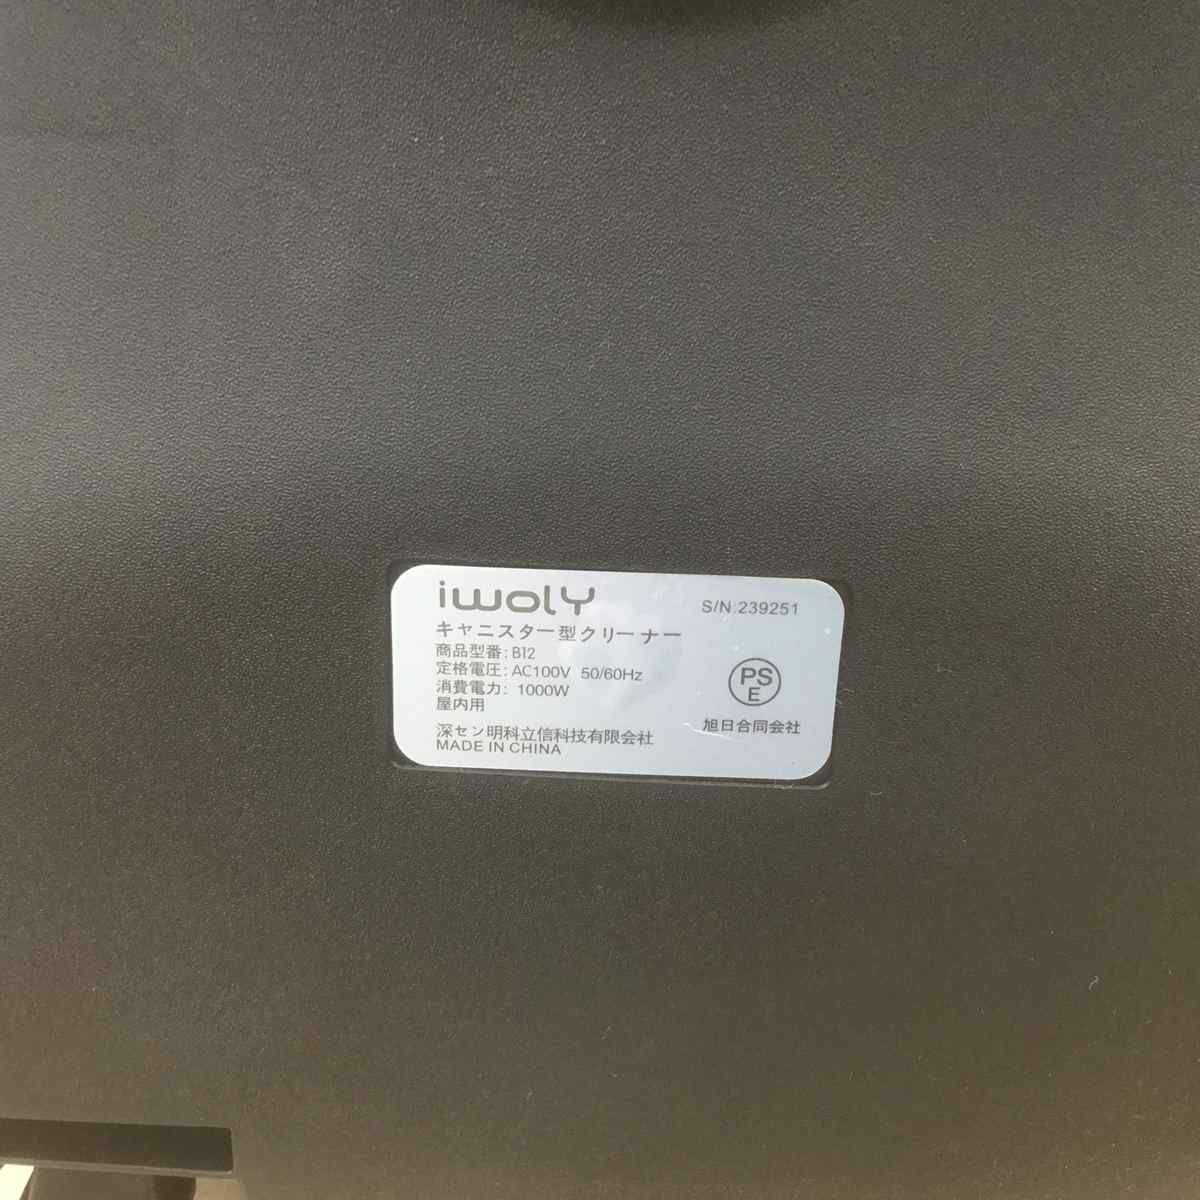 iwoly
S/N:239251
キャニスター型クリーナー
商品型番: B12
定格電圧: AC100V 50/60Hz
消費電力: 1000W
屋内用
PS
E
旭日合同会社
深セン明科立信科技有限会社
MADE IN CHINA